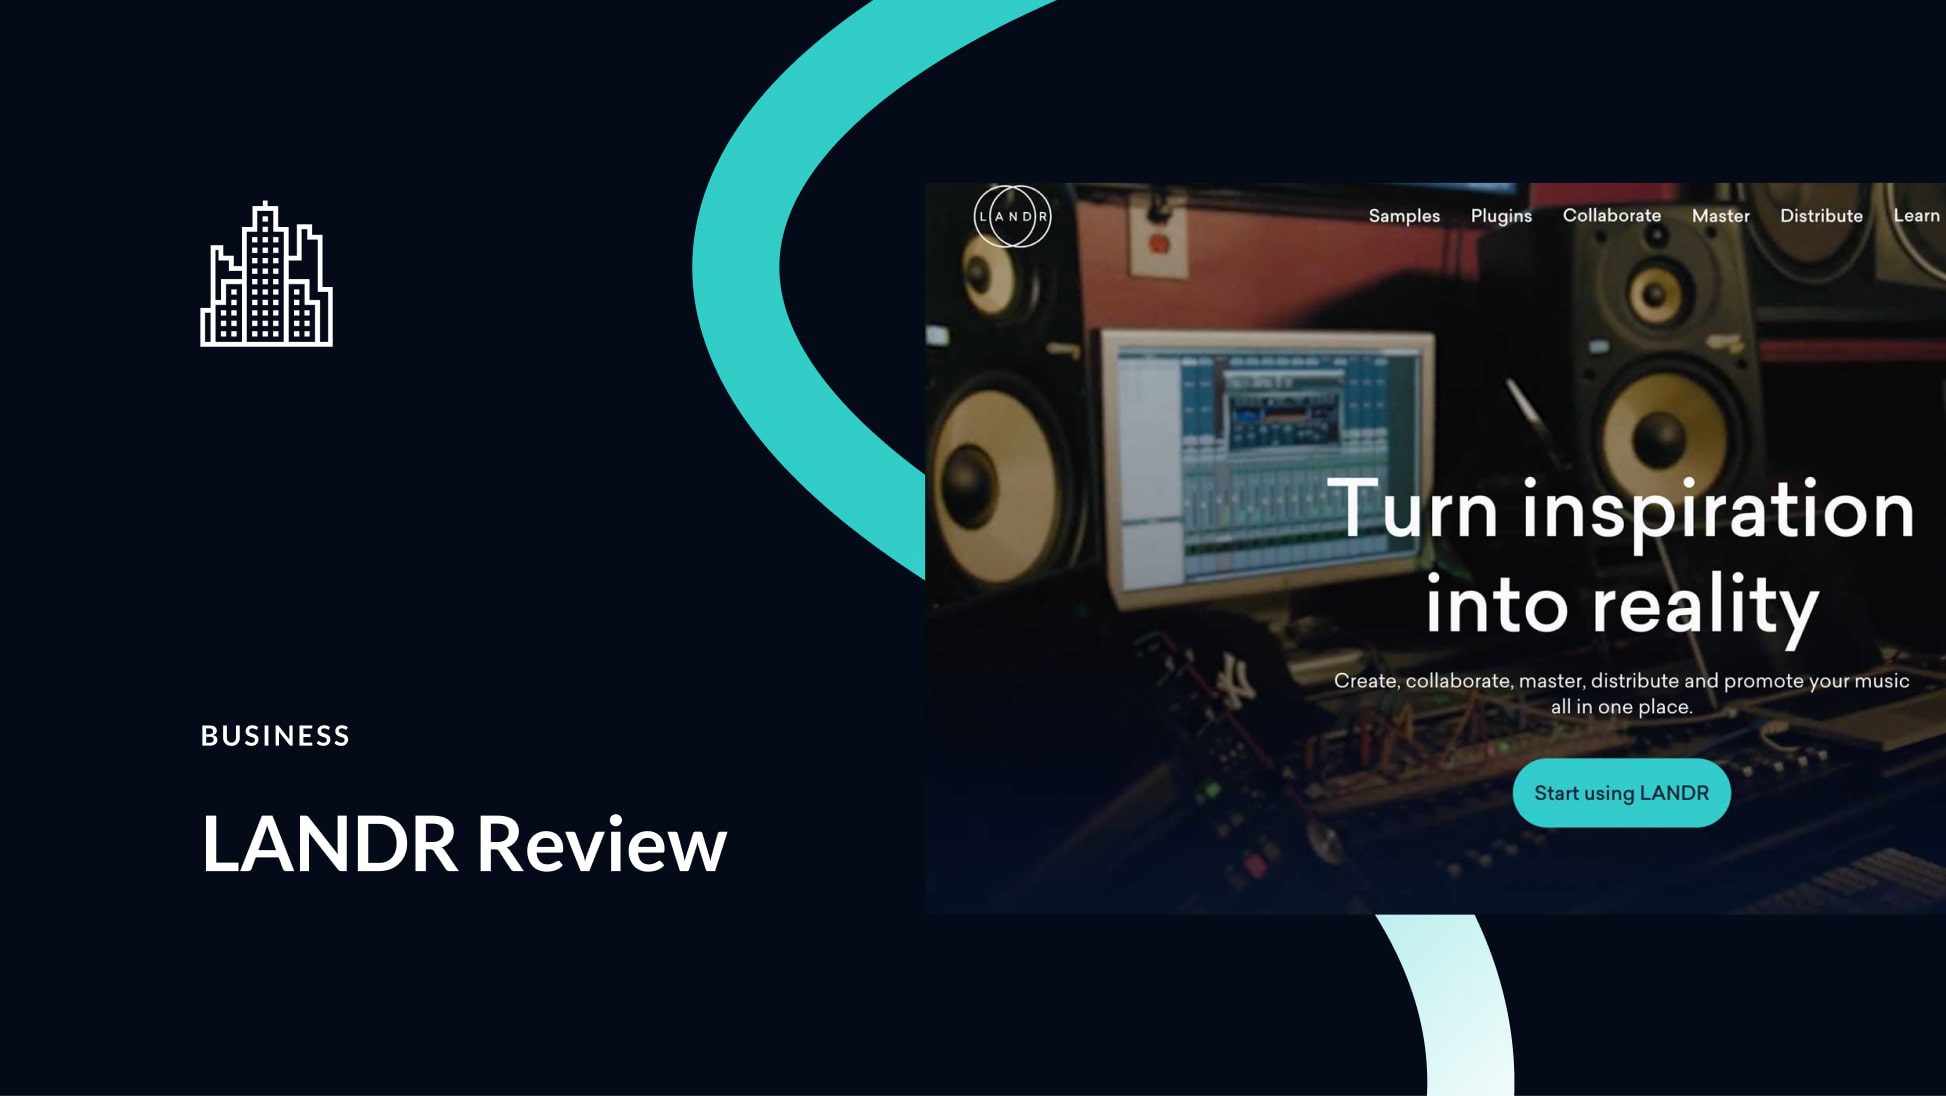 BUSINESS
LANDR Review
LANDR
Samples Plugins Collaborate Master Distribute Learn
Turn inspiration
into reality
Create, collaborate, master, distribute and promote your music
all in one place.
Start using LANDR